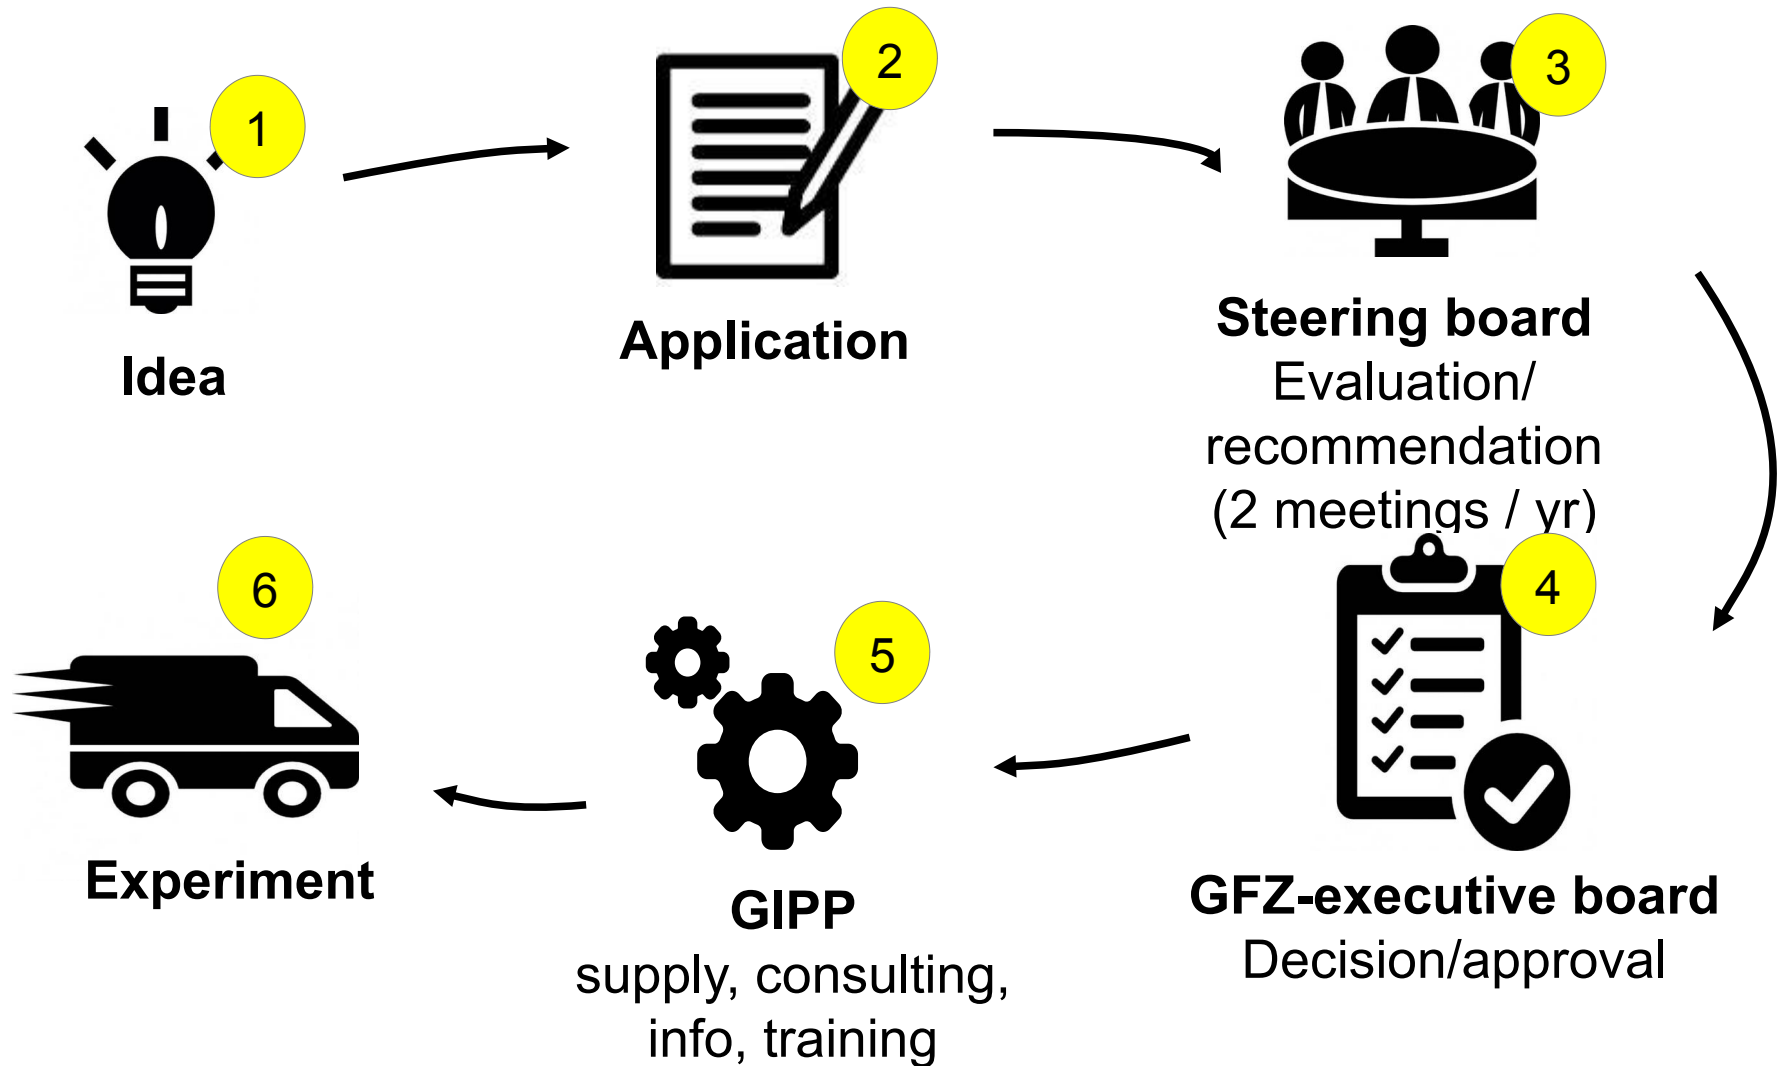 1
Idea
2
Application
3
Steering board
Evaluation/
recommendation
(2 meetings / yr)
4
GFZ-executive board
Decision/approval
5
GIPP
supply, consulting,
info, training
6
Experiment